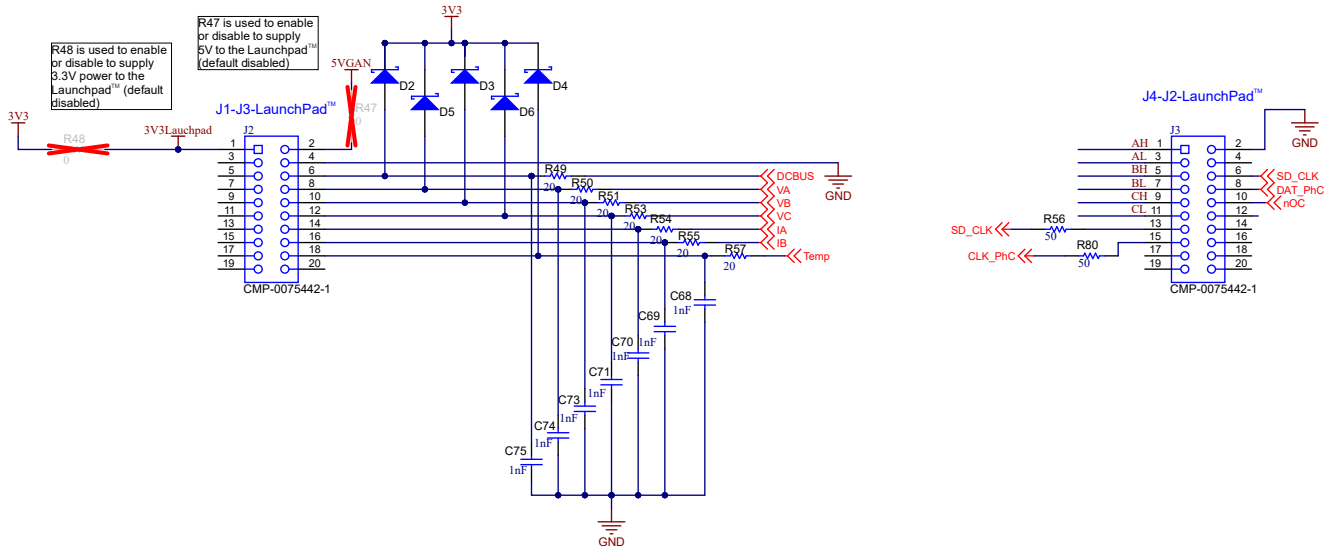 3V3
R47 is used to enable
or disable to supply
5V to the Launchpad™
(default disabled)
R48 is used to enable
or disable to supply
3.3V power to the
Launchpad™ (default
disabled)
5VGAN
R47
0
D2
D3
D4
D5
D6
J1-J3-LaunchPad™
J2
3V3
R48
0
3V3Lauchpad
1 2
3 4
5 6
7 8
9 10
11 12
13 14
15 16
17 18
19 20
CMP-0075442-1
R49
20
R50
20
R51
20
R53
20
R54
20
R55
20
R57
20
DCBUS
VA
VB
VC
IA
IB
Temp
GND
C68
1nF
C69
1nF
C70
1nF
C71
1nF
C73
1nF
C74
1nF
C75
1nF
GND
J4-J2-LaunchPad™
J3
GND
AH 1 2
AL 3 4
BH 5 6 SD_CLK
BL 7 8 DAT_PhC
CH 9 10 nOC
CL 11 12
13 14
15 16
17 18
19 20
SD_CLK
R56
50
CLK_PhC
R80
50
CMP-0075442-1